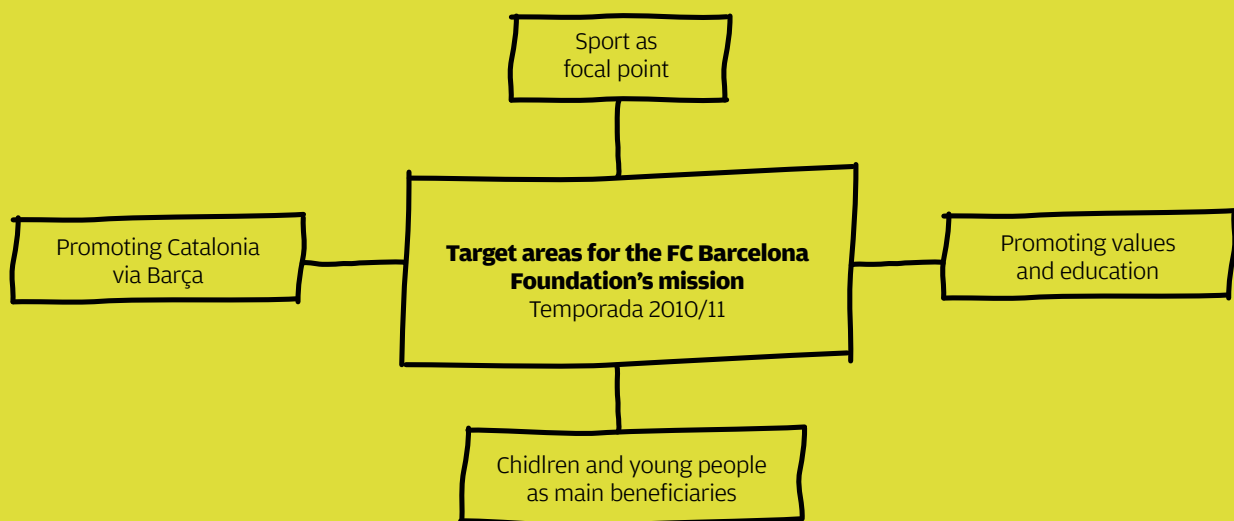 Sport as
focal point
Promoting Catalonia
via Barça
Target areas for the FC Barcelona
Foundation's mission
Temporada 2010/11
Promoting values
and education
Chidlren and young people
as main beneficiaries